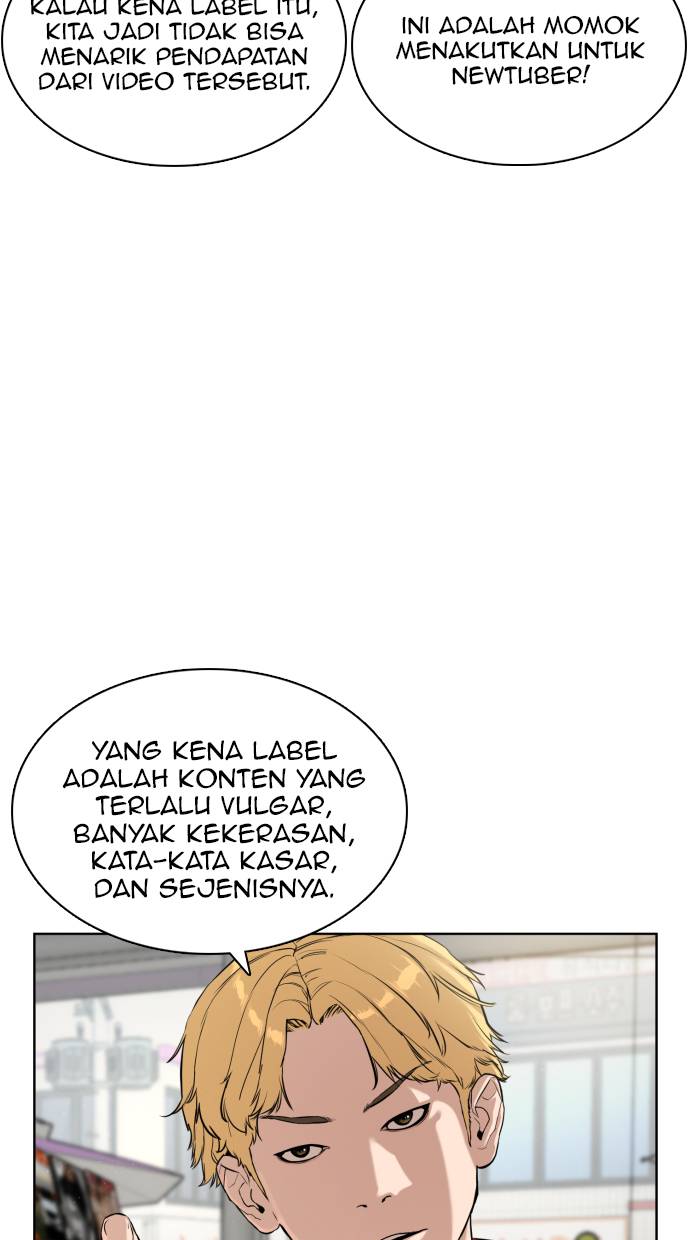 KALAU KENA LABEL ITU,
KITA JADI TIDAK BISA
MENARIK PENDAPATAN
DARI VIDEO TERSEBUT.
INI ADALAH MOMOK
MENAKUTKAN UNTUK
NEWTUBER!
YANG KENA LABEL
ADALAH KONTEN YANG
TERLALU VULGAR,
BANYAK KEKERASAN,
KATA-KATA KASAR,
DAN SEJENISNYA.